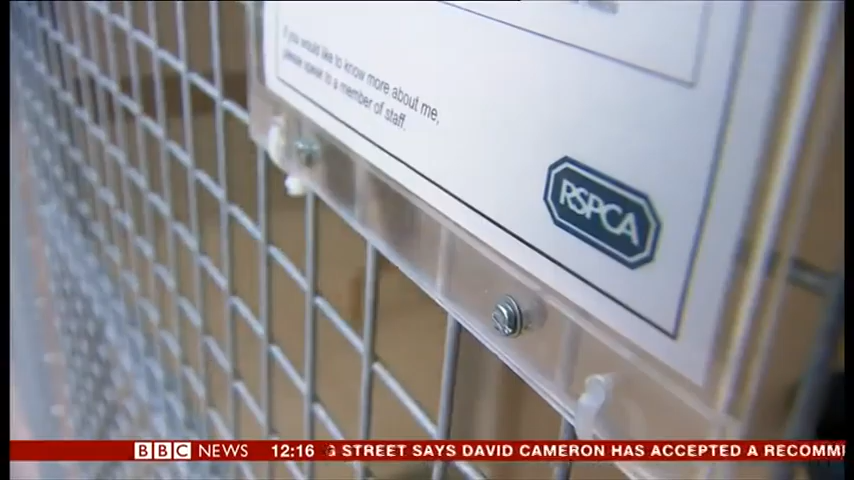 If you would like to know more about me,
please speak to a member of staff.
RSPCA
BBC NEWS 12:16 G STREET SAYS DAVID CAMERON HAS ACCEPTED A RECOMM